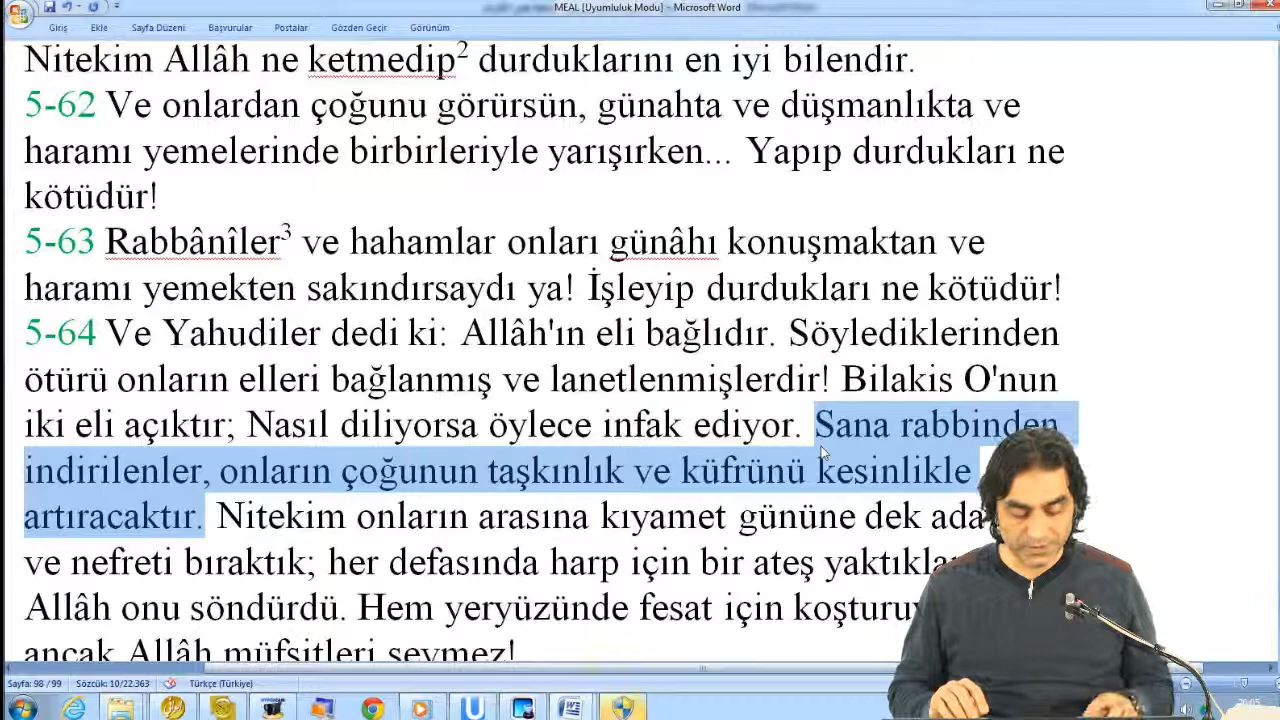 MEAL [Uyumluluk Modu] - Microsoft Word
Giriş Ekle Sayfa Düzeni Başvurular Postalar Gözden Geçir Görünüm
Nitekim Allâh ne ketmedip² durduklarını en iyi bilendir.
5-62 Ve onlardan çoğunu görürsün, günahta ve düşmanlıkta ve
haramı yemelerinde birbirleriyle yarışırken... Yapıp durdukları ne
kötüdür!
5-63 Rabbânîler³ ve hahamlar onları günâhı konuşmaktan ve
haramı yemekten sakındırsaydı ya! İşleyip durdukları ne kötüdür!
5-64 Ve Yahudiler dedi ki: Allâh'ın eli bağlıdır. Söylediklerinden
ötürü onların elleri bağlanmış ve lanetlenmişlerdir! Bilakis O'nun
iki eli açıktır; Nasıl diliyorsa öylece infak ediyor. Sana rabbinden
indirilenler, onların çoğunun taşkınlık ve küfrünü kesinlikle
artıracaktır. Nitekim onların arasına kıyamet gününe dek
ve nefreti bıraktık; her defasında harp için bir ateş
Allâh onu söndürdü. Hem yeryüzünde fesat için
ancak Allâh müfsitleri sevmez!
Sayfa: 98 / 99 Sözcük: 10/22.363 Türkçe (Türkiye)